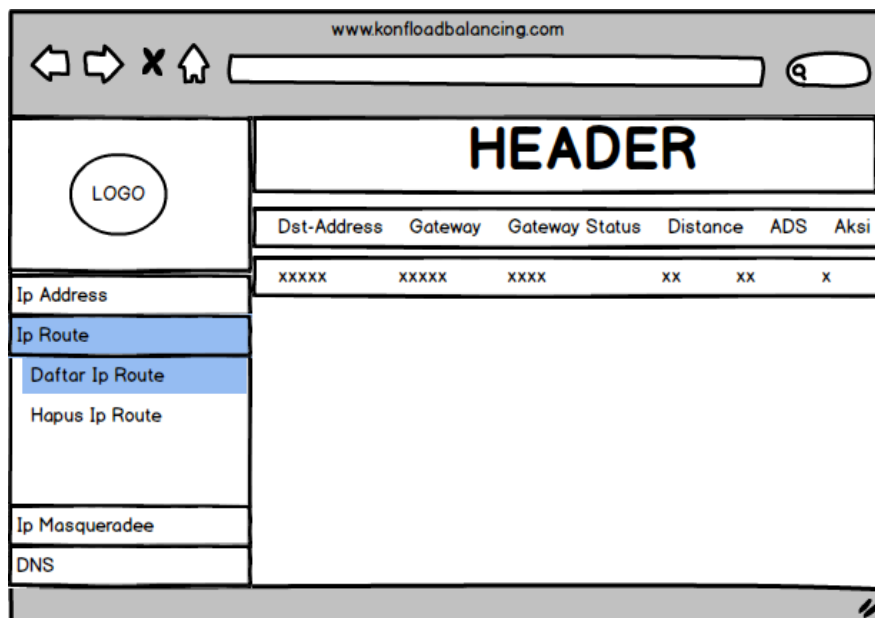 www.konfloadbalancing.com
LOGO
HEADER
Dst-Address Gateway Gateway Status Distance ADS Aksi
xxxxx xxxxx xxxx xx xx x
Ip Address
Ip Route
Daftar Ip Route
Hapus Ip Route
Ip Masqueradee
DNS